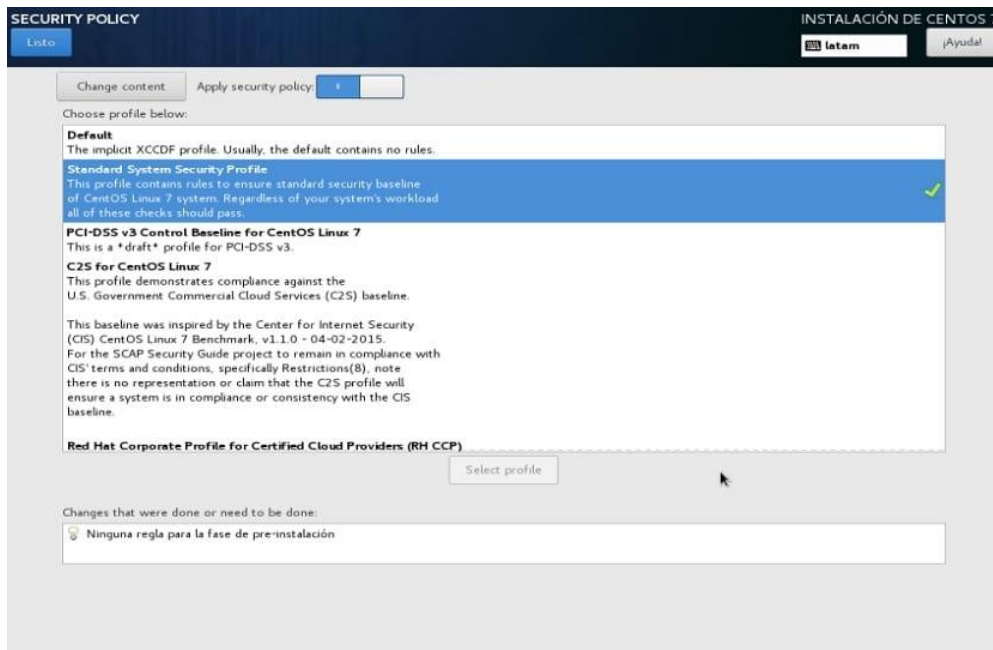 SECURITY POLICY
INSTALACIÓN DE CENTOS 7
Listo
latam
¡Ayuda!
Change content
Apply security policy:
Choose profile below:
Default
The implicit XCCDF profile. Usually, the default contains no rules.
Standard System Security Profile
This profile contains rules to ensure standard security baseline
of CentOS Linux 7 system. Regardless of your system's workload
all of these checks should pass.
PCI-DSS v3 Control Baseline for CentOS Linux 7
This is a *draft* profile for PCI-DSS v3.
C2S for CentOS Linux 7
This profile demonstrates compliance against the
U.S. Government Commercial Cloud Services (C2S) baseline.
This baseline was inspired by the Center for Internet Security
(CIS) CentOS Linux 7 Benchmark, v1.1.0 - 04-02-2015.
For the SCAP Security Guide project to remain in compliance with
CIS' terms and conditions, specifically Restrictions(8), note
there is no representation or claim that the C2S profile will
ensure a system is in compliance or consistency with the CIS
baseline.
Red Hat Corporate Profile for Certified Cloud Providers (RH CCP)
Select profile
Changes that were done or need to be done:
Ninguna regla para la fase de pre-instalación